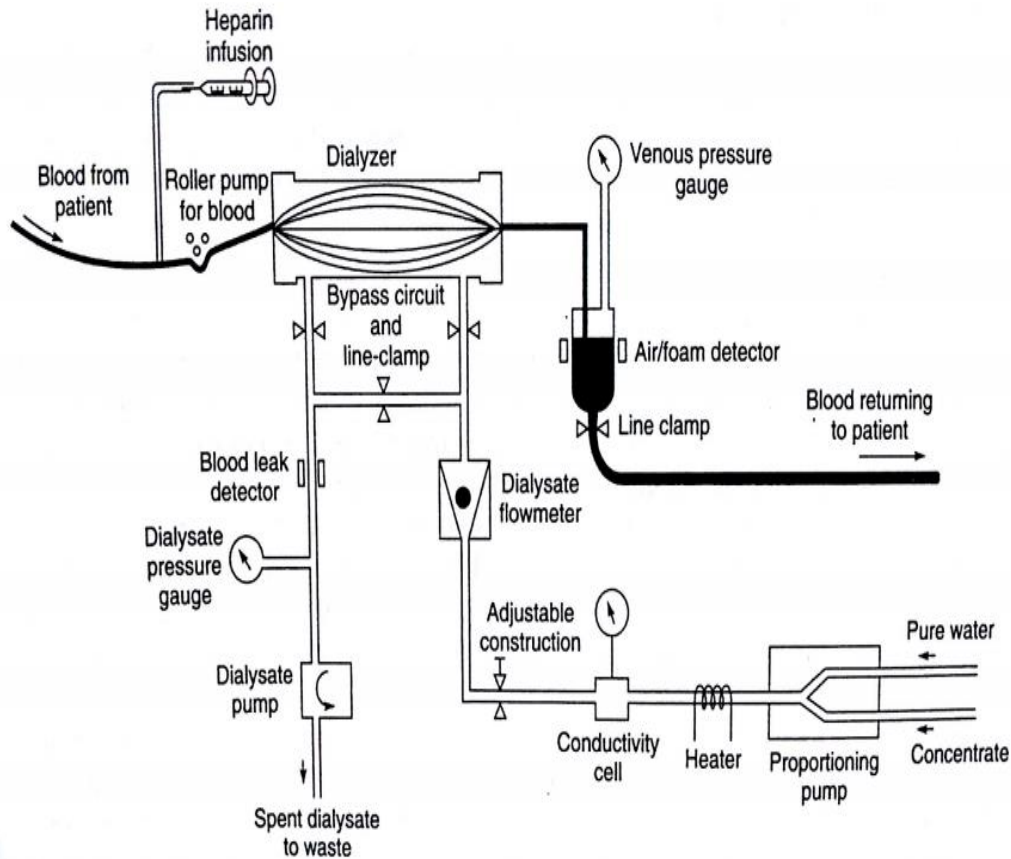 Heparin
infusion
Blood from
patient
Roller pump
for blood
Dialyzer
Venous pressure
gauge
Bypass circuit
and
line-clamp
Air/foam detector
Line clamp
Blood returning
to patient
Blood leak
detector
Dialysate
flowmeter
Dialysate
pressure
gauge
Adjustable
construction
Pure water
Dialysate
pump
Conductivity
cell
Heater
Proportioning
pump
Concentrate
Spent dialysate
to waste